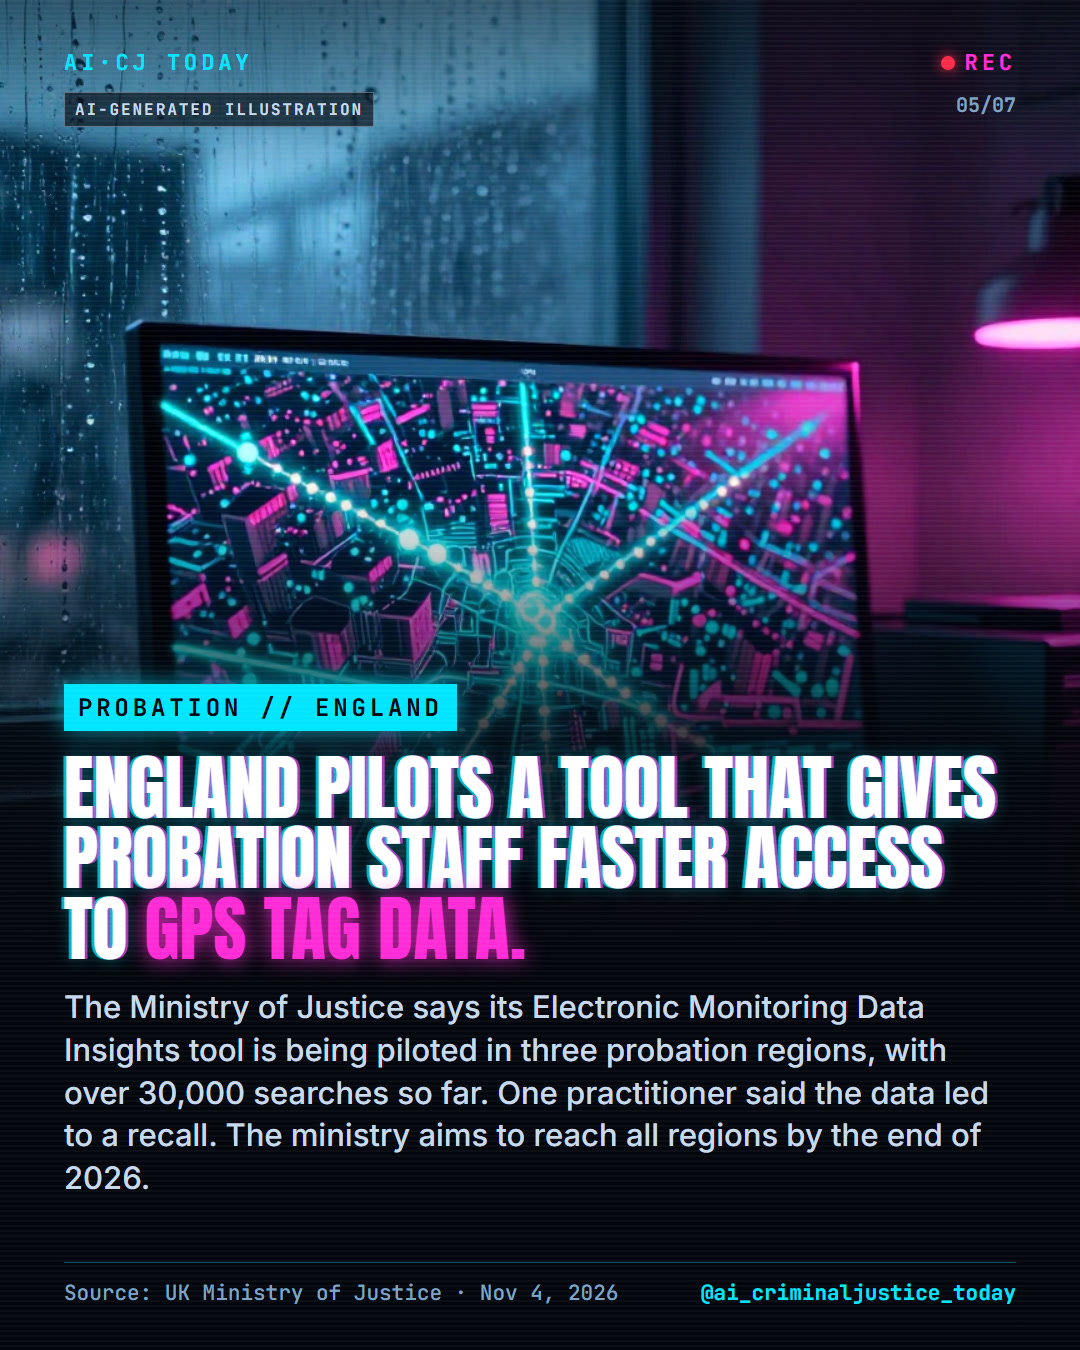 AI·CJ TODAY
REC
AI-GENERATED ILLUSTRATION
05/07
PROBATION // ENGLAND
ENGLAND PILOTS A TOOL THAT GIVES
PROBATION STAFF FASTER ACCESS
TO GPS TAG DATA.
The Ministry of Justice says its Electronic Monitoring Data
Insights tool is being piloted in three probation regions, with
over 30,000 searches so far. One practitioner said the data led
to a recall. The ministry aims to reach all regions by the end of
2026.
Source: UK Ministry of Justice · Nov 4, 2026
@ai_criminaljustice_today